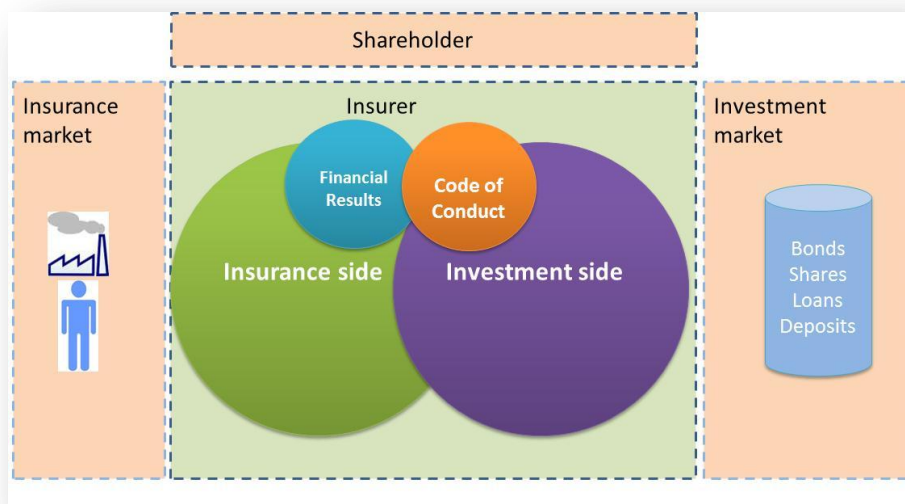 Shareholder
Insurance
market
Insurer
Investment
market
Financial
Results
Code of
Conduct
Insurance side
Investment side
Bonds
Shares
Loans
Deposits